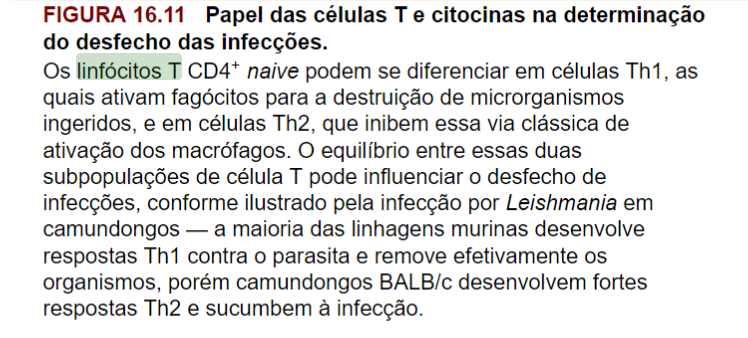 FIGURA 16.11 Papel das células T e citocinas na determinação
do desfecho das infecções.
Os linfócitos T CD4⁺ naive podem se diferenciar em células Th1, as
quais ativam fagócitos para a destruição de microrganismos
ingeridos, e em células Th2, que inibem essa via clássica de
ativação dos macrófagos. O equilíbrio entre essas duas
subpopulações de célula T pode influenciar o desfecho de
infecções, conforme ilustrado pela infecção por Leishmania em
camundongos — a maioria das linhagens murinas desenvolve
respostas Th1 contra o parasita e remove efetivamente os
organismos, porém camundongos BALB/c desenvolvem fortes
respostas Th2 e sucumbem à infecção.